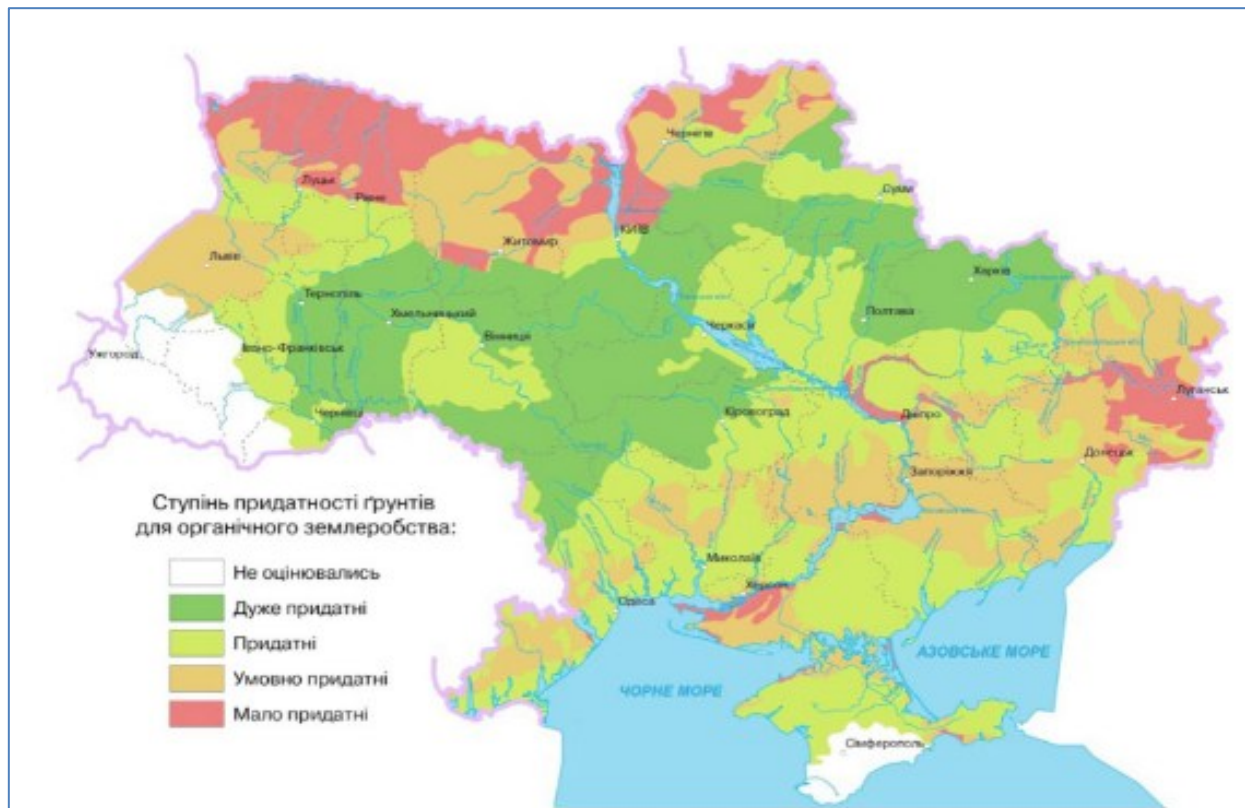 Чернігів
Луцьк
Рівне
Суми
Житомир
КИЇВ
Львів
Харків
Тернопіль
Хмельницький
Полтава
Вінниця
Черкаси
Ужгород
Івано-Франківськ
Луганськ
Чернівці
Кіровоград
Дніпро
Донецьк
Запоріжжя
Ступінь придатності ґрунтів
для органічного землеробства:
Не оцінювались
Дуже придатні
Придатні
Умовно придатні
Мало придатні
Миколаїв
Херсон
Одеса
АЗОВСЬКЕ МОРЕ
ЧОРНЕ МОРЕ
Сімферополь